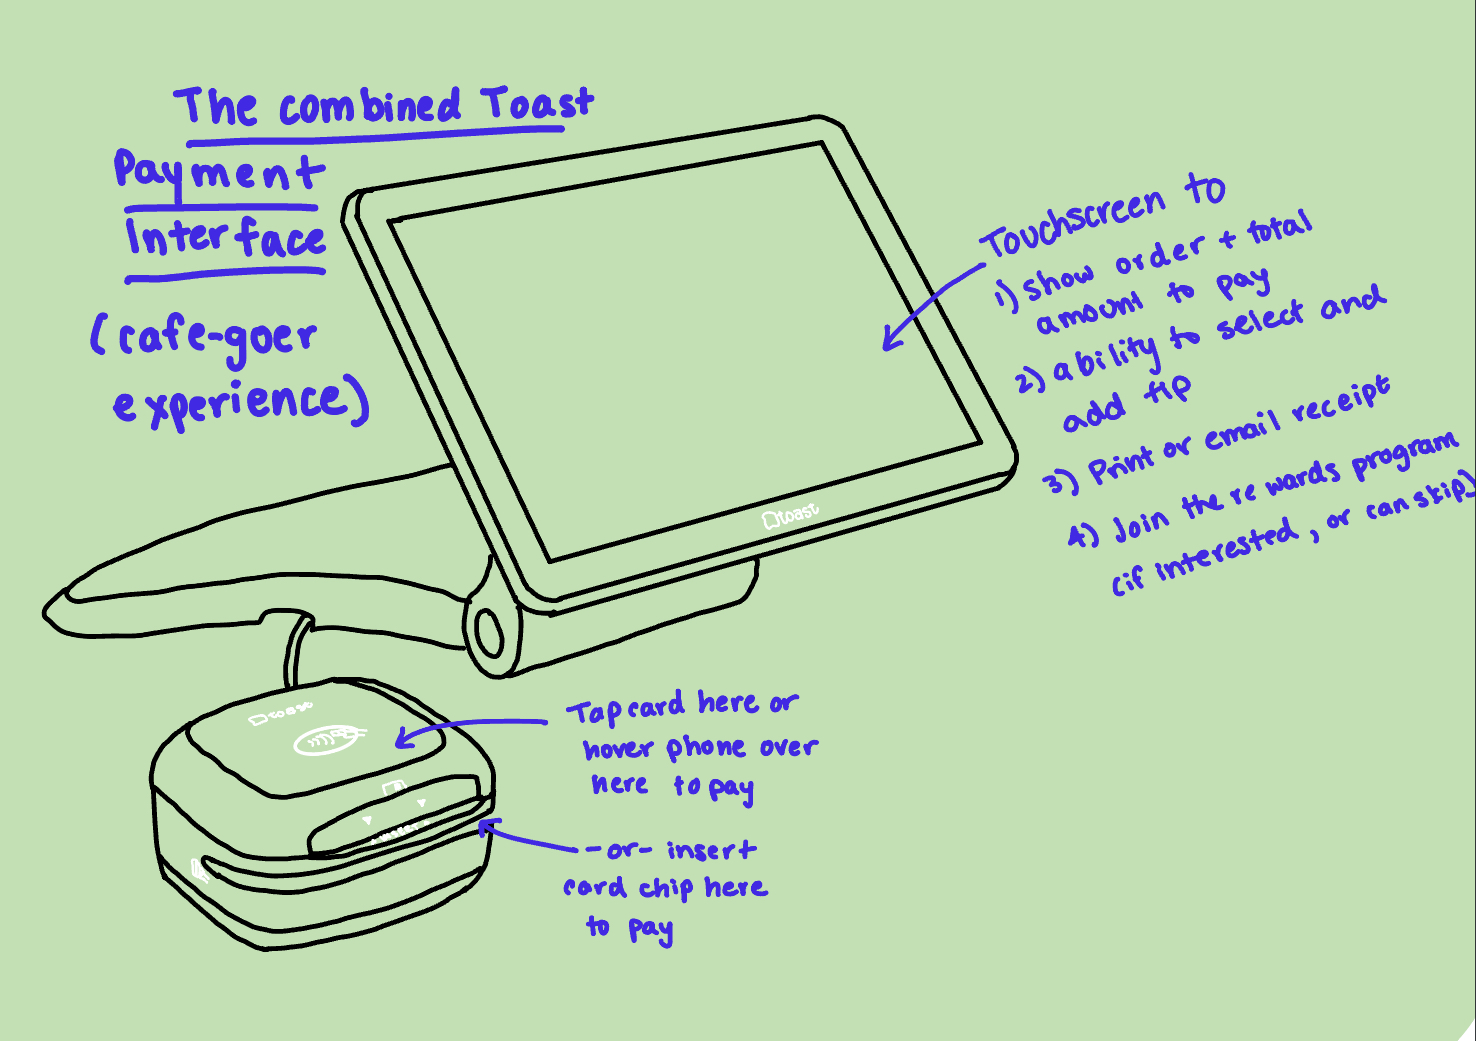 The combined Toast
Payment
Interface
(cafe-goer
experience)
Touchscreen to
1) show order + total
amount to pay
2) ability to select and
add tip
3) Print or email receipt
4) Join the rewards program
(if interested, or can skip)
toast
toast
Tap card here or
hover phone over
here to pay
-or- insert
card chip here
to pay